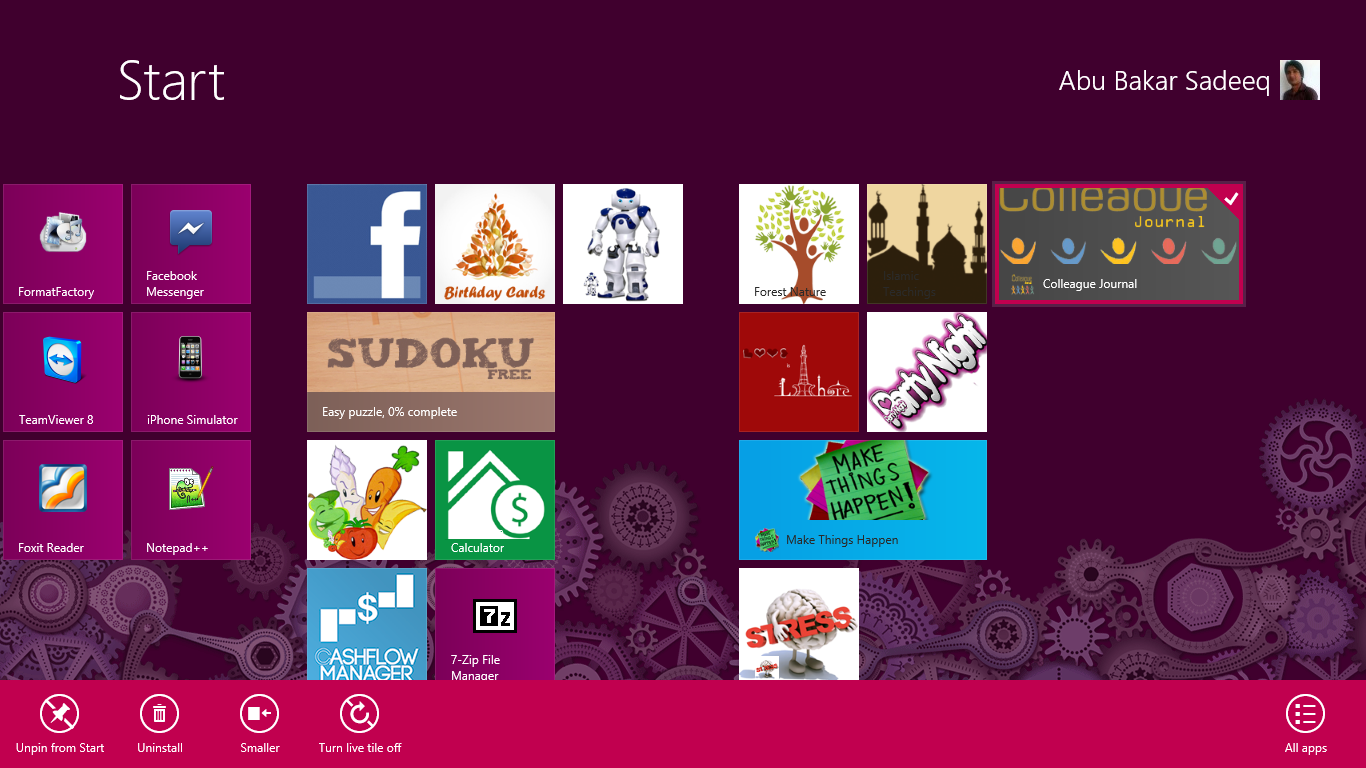 Start
Abu Bakar Sadeeq
FormatFactory
Facebook
Messenger
TeamViewer 8
iPhone Simulator
Foxit Reader
Notepad++
f
Birthday Cards
SUDOKU
FREE
Easy puzzle, 0% complete
$
Calculator
$
CASHFLOW
MANAGER
7z
7-Zip File
Manager
Forest Nature
Islamic
Teachings
Colleague
Journal
Colleague Journal
LOVE
Lahore
Party Night
MAKE
THINGS
HAPPEN!
Make Things Happen
STRESS
Unpin from Start
Uninstall
Smaller
Turn live tile off
All apps